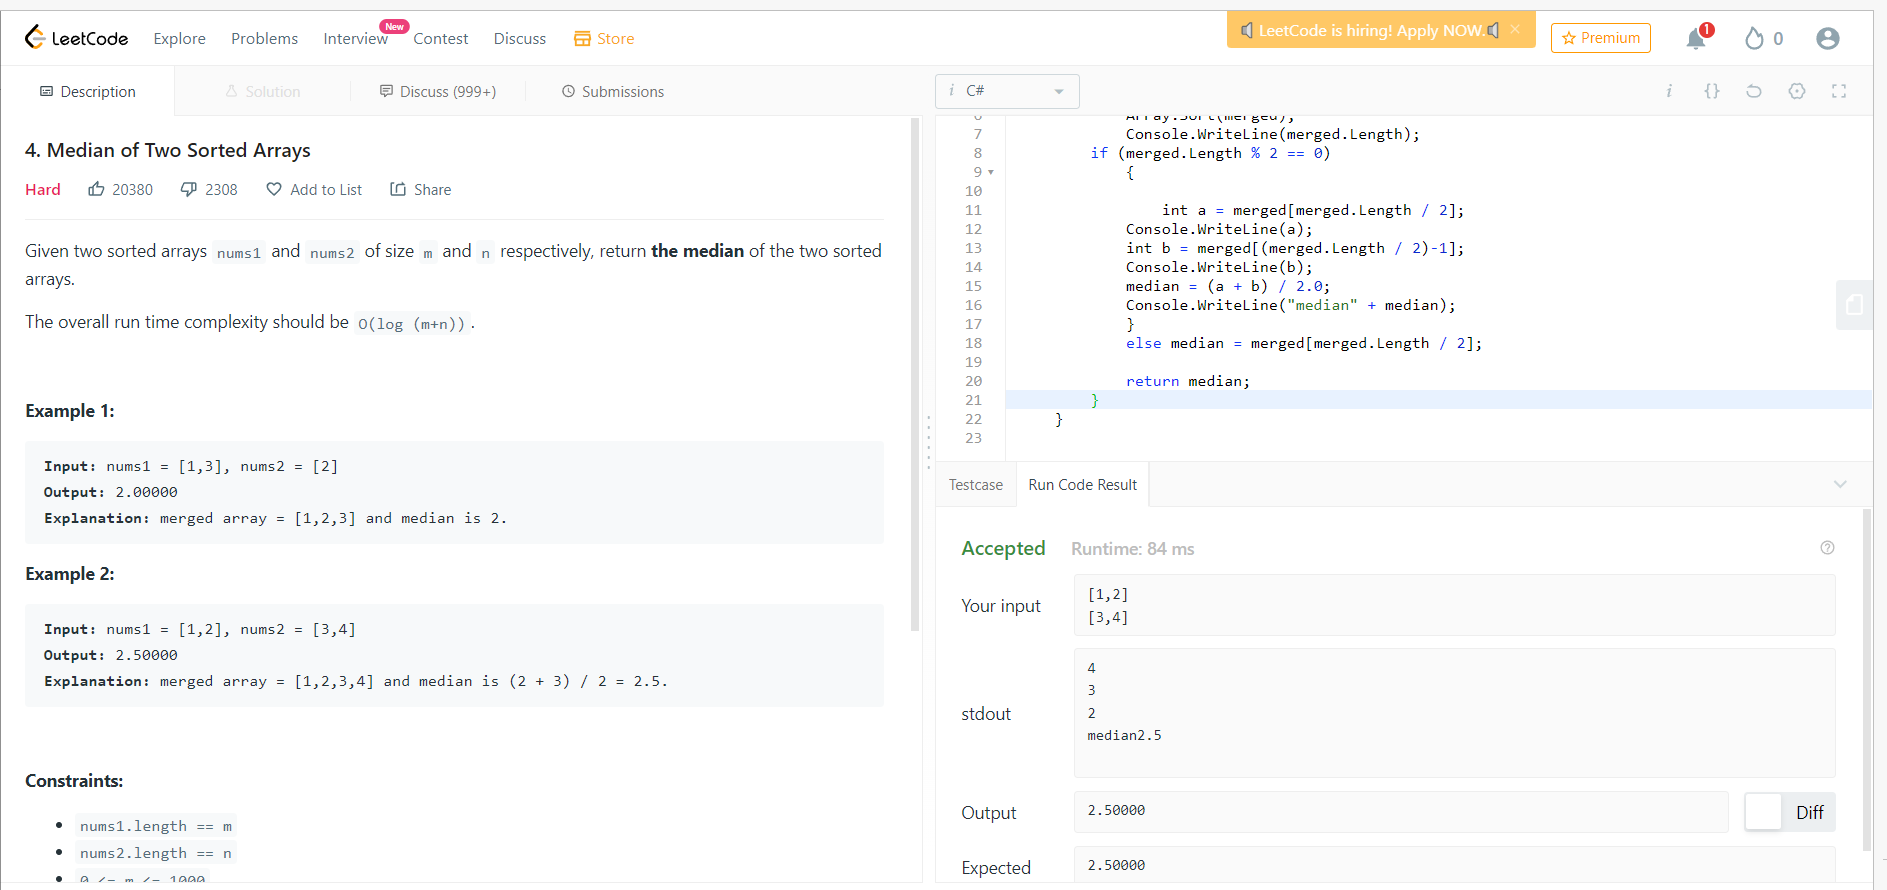 LeetCode Explore Problems Interview New Contest Discuss Store LeetCode is hiring! Apply NOW. × Premium 1 0
Description Solution Discuss (999+) Submissions
4. Median of Two Sorted Arrays
Hard 20380 2308 Add to List Share
Given two sorted arrays nums1 and nums2 of size m and n respectively, return the median of the two sorted
arrays.
The overall run time complexity should be O(log (m+n)).
Example 1:
Input: nums1 = [1,3], nums2 = [2]
Output: 2.00000
Explanation: merged array = [1,2,3] and median is 2.
Example 2:
Input: nums1 = [1,2], nums2 = [3,4]
Output: 2.50000
Explanation: merged array = [1,2,3,4] and median is (2 + 3) / 2 = 2.5.
Constraints:
• nums1.length == m
• nums2.length == n
• 0 <= m <= 1000
i C# i {}
6 Array.Sort(merged);
7 Console.WriteLine(merged.Length);
8 if (merged.Length % 2 == 0)
9 {
10
11 int a = merged[merged.Length / 2];
12 Console.WriteLine(a);
13 int b = merged[(merged.Length / 2)-1];
14 Console.WriteLine(b);
15 median = (a + b) / 2.0;
16 Console.WriteLine("median" + median);
17 }
18 else median = merged[merged.Length / 2];
19
20 return median;
21 }
22 }
23
Testcase Run Code Result
Accepted Runtime: 84 ms
Your input
[1,2]
[3,4]
stdout
4
3
2
median2.5
Output 2.50000 Diff
Expected 2.50000